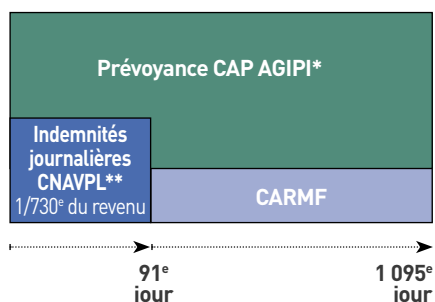 Prévoyance CAP AGIPI*
Indemnités
journalières
CNAVPL**
1/730e du revenu
CARMF
91e
jour
1 095e
jour